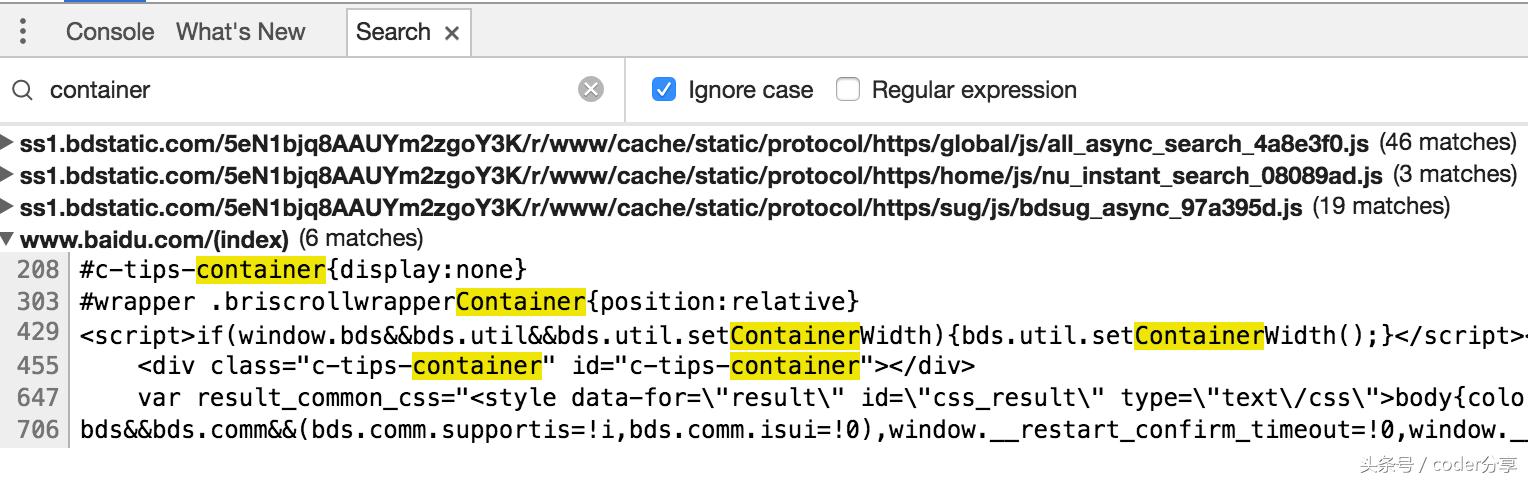 Console What's New Search ×
container Ignore case Regular expression
ss1.bdstatic.com/5eN1bjq8AAUYm2zgoY3K/r/www/cache/static/protocol/https/global/js/all_async_search_4a8e3f0.js (46 matches)
ss1.bdstatic.com/5eN1bjq8AAUYm2zgoY3K/r/www/cache/static/protocol/https/home/js/nu_instant_search_08089ad.js (3 matches)
ss1.bdstatic.com/5eN1bjq8AAUYm2zgoY3K/r/www/cache/static/protocol/https/sug/js/bdsug_async_97a395d.js (19 matches)
www.baidu.com/(index) (6 matches)
208 #c-tips-container{display:none}
303 #wrapper .briscrollwrapperContainer{position:relative}
429 <script>if(window.bds&&bds.util&&bds.util.setContainerWidth){bds.util.setContainerWidth();}</script><
455 <div class="c-tips-container" id="c-tips-container"></div>
647 var result_common_css="<style data-for=\"result\" id=\"css_result\" type=\"text\/css\">body{colo
706 bds&&bds.comm&&(bds.comm.supportis=!i,bds.comm.isui=!0),window.__restart_confirm_timeout=!0,window._
头条号 / coder分享